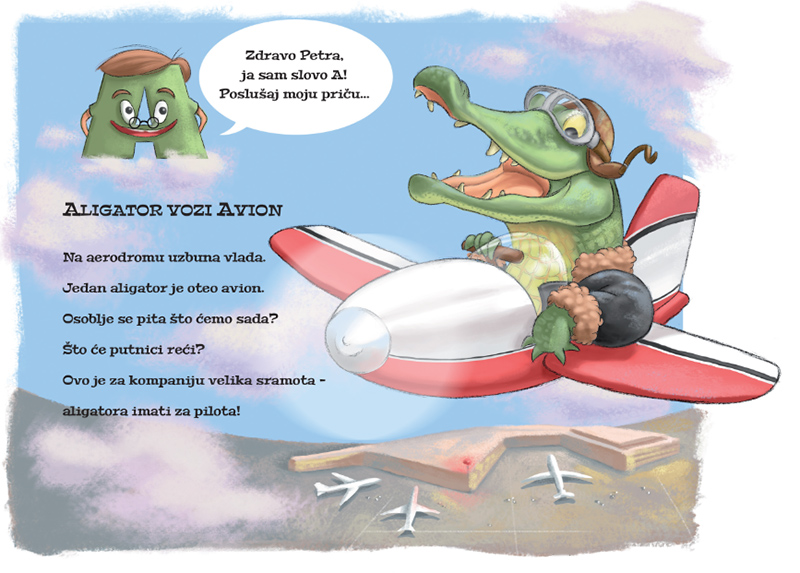 Zdravo Petra,
ja sam slovo A!
Poslušaj moju priču...
Aligator vozi Avion
Na aerodromu uzbuna vlada.
Jedan aligator je oteo avion.
Osoblje se pita što ćemo sada?
Što će putnici reći?
Ovo je za kompaniju velika sramota -
aligatora imati za pilota!